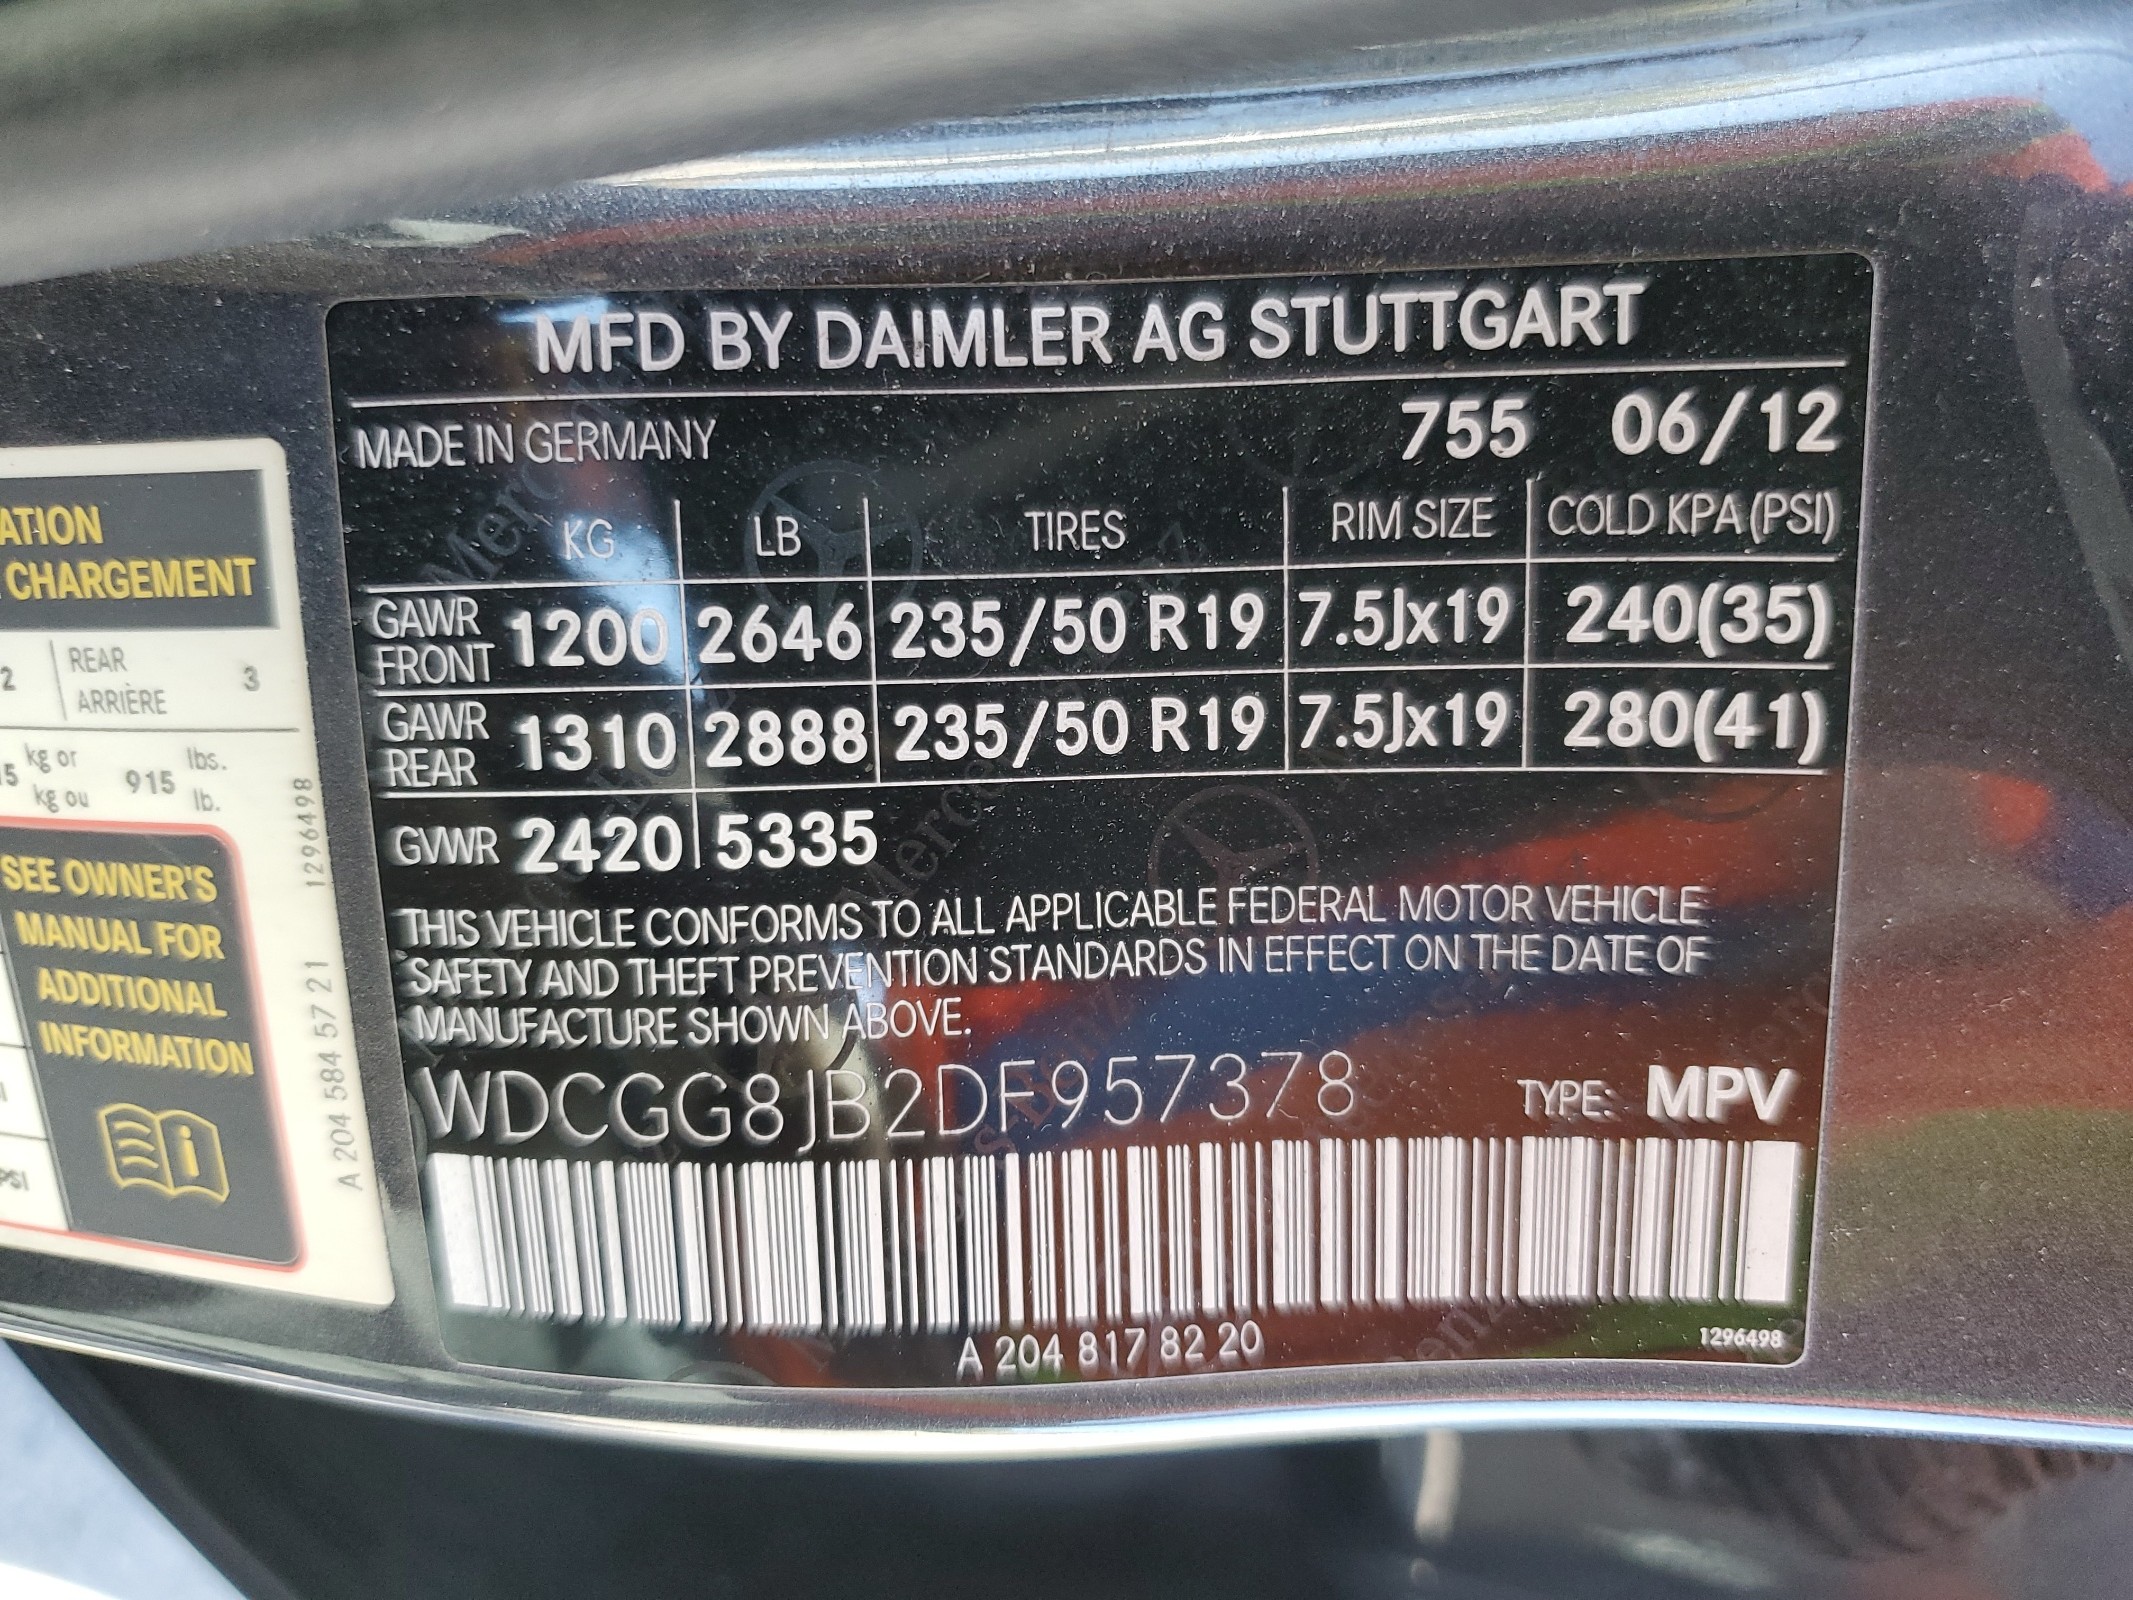 MFD BY DAIMLER AG STUTTGART
MADE IN GERMANY 755 06/12
KG LB TIRES RIM SIZE COLD KPA (PSI)
GAWR FRONT 1200 2646 235/50 R19 7.5Jx19 240(35)
GAWR REAR 1310 2888 235/50 R19 7.5Jx19 280(41)
GVWR 2420 5335
THIS VEHICLE CONFORMS TO ALL APPLICABLE FEDERAL MOTOR VEHICLE
SAFETY AND THEFT PREVENTION STANDARDS IN EFFECT ON THE DATE OF
MANUFACTURE SHOWN ABOVE.
WDCGG8JB2DF957378 TYPE: MPV
A 204 817 82 20 1296498
CHARGEMENT
2 REAR 3
ARRIÈRE
kg or 915 lbs.
kg ou lb.
SEE OWNER'S
MANUAL FOR
ADDITIONAL
INFORMATION
PSI
A 204 584 57 21 1296498